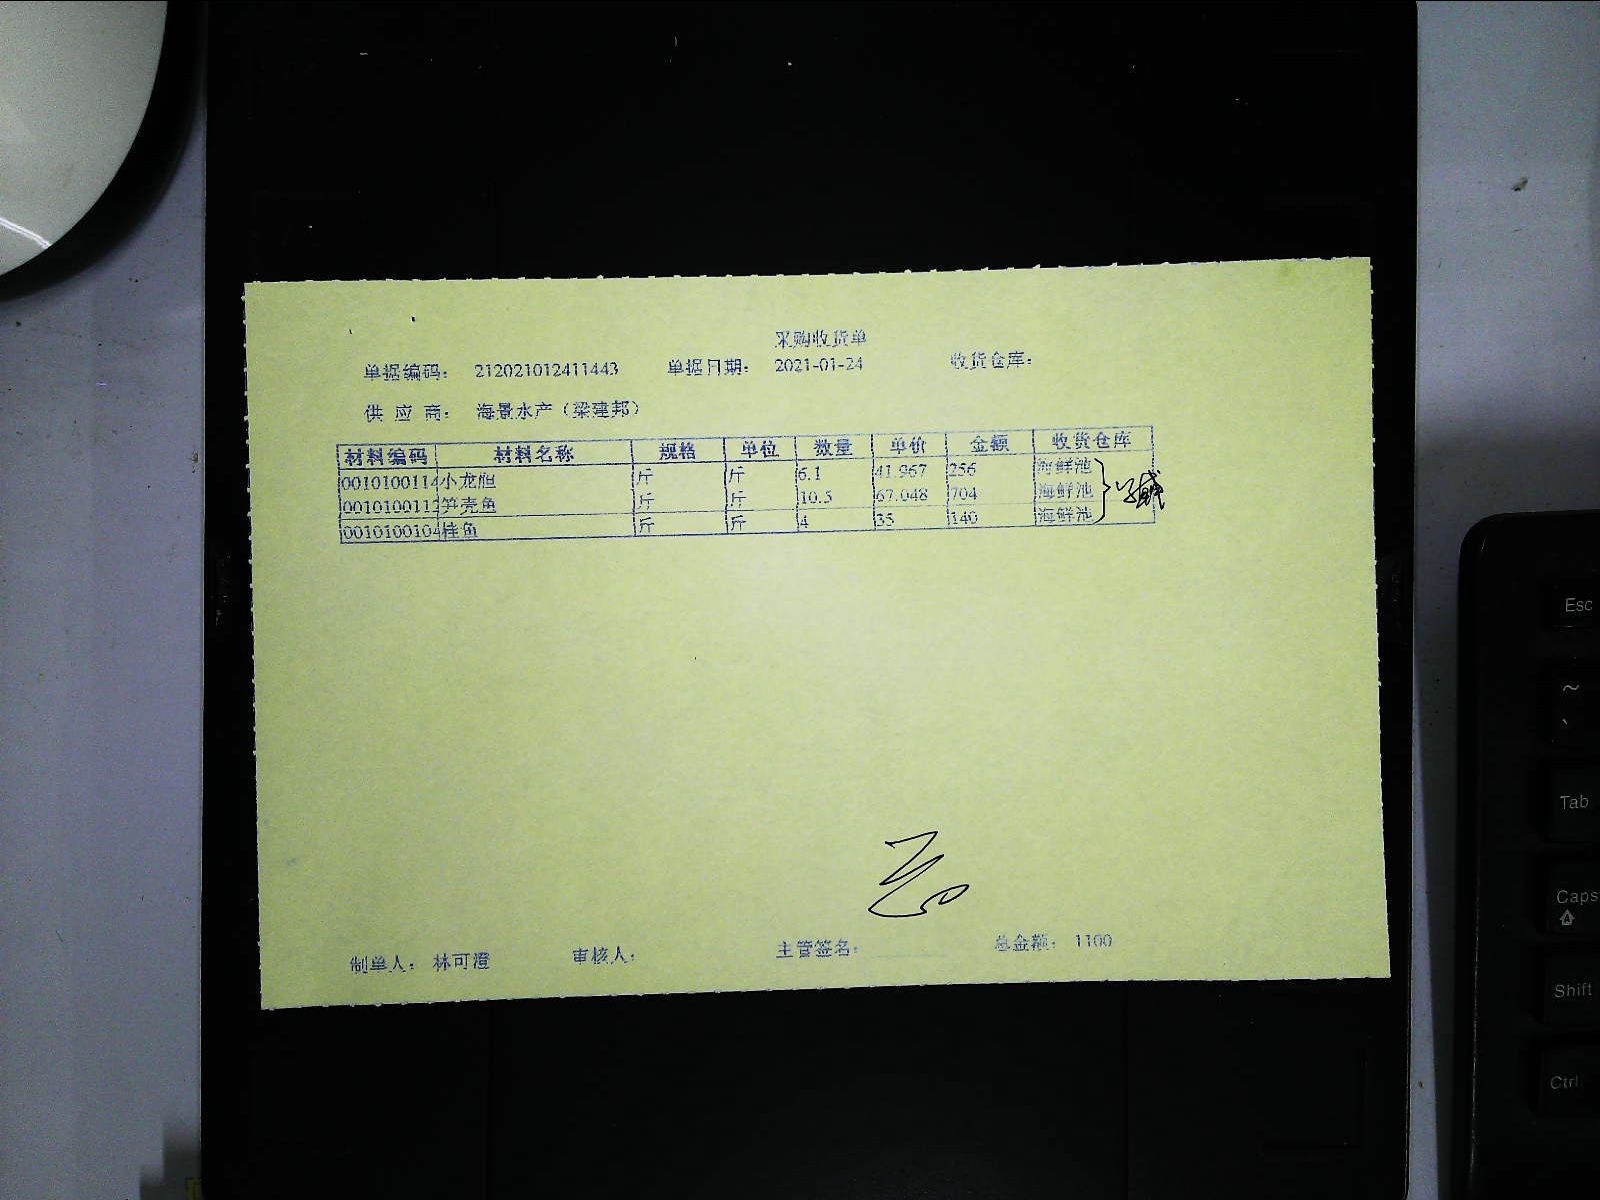 采购收货单
单据编码： 212021012411443 单据日期： 2021-01-24 收货仓库：
供 应 商： 海景水产（梁建邦）
材料编码 材料名称 规格 单位 数量 单价 金额 收货仓库
0010100114 小龙胆 斤 斤 6.1 41.967 256 海鲜池
0010100112 笋壳鱼 斤 斤 10.5 67.048 704 海鲜池
0010100104 桂鱼 斤 斤 4 35 140 海鲜池
制单人： 林可澄 审核人： 主管签名： 总金额： 1100
Esc
~
`
Tab
Caps
Shift
Ctrl